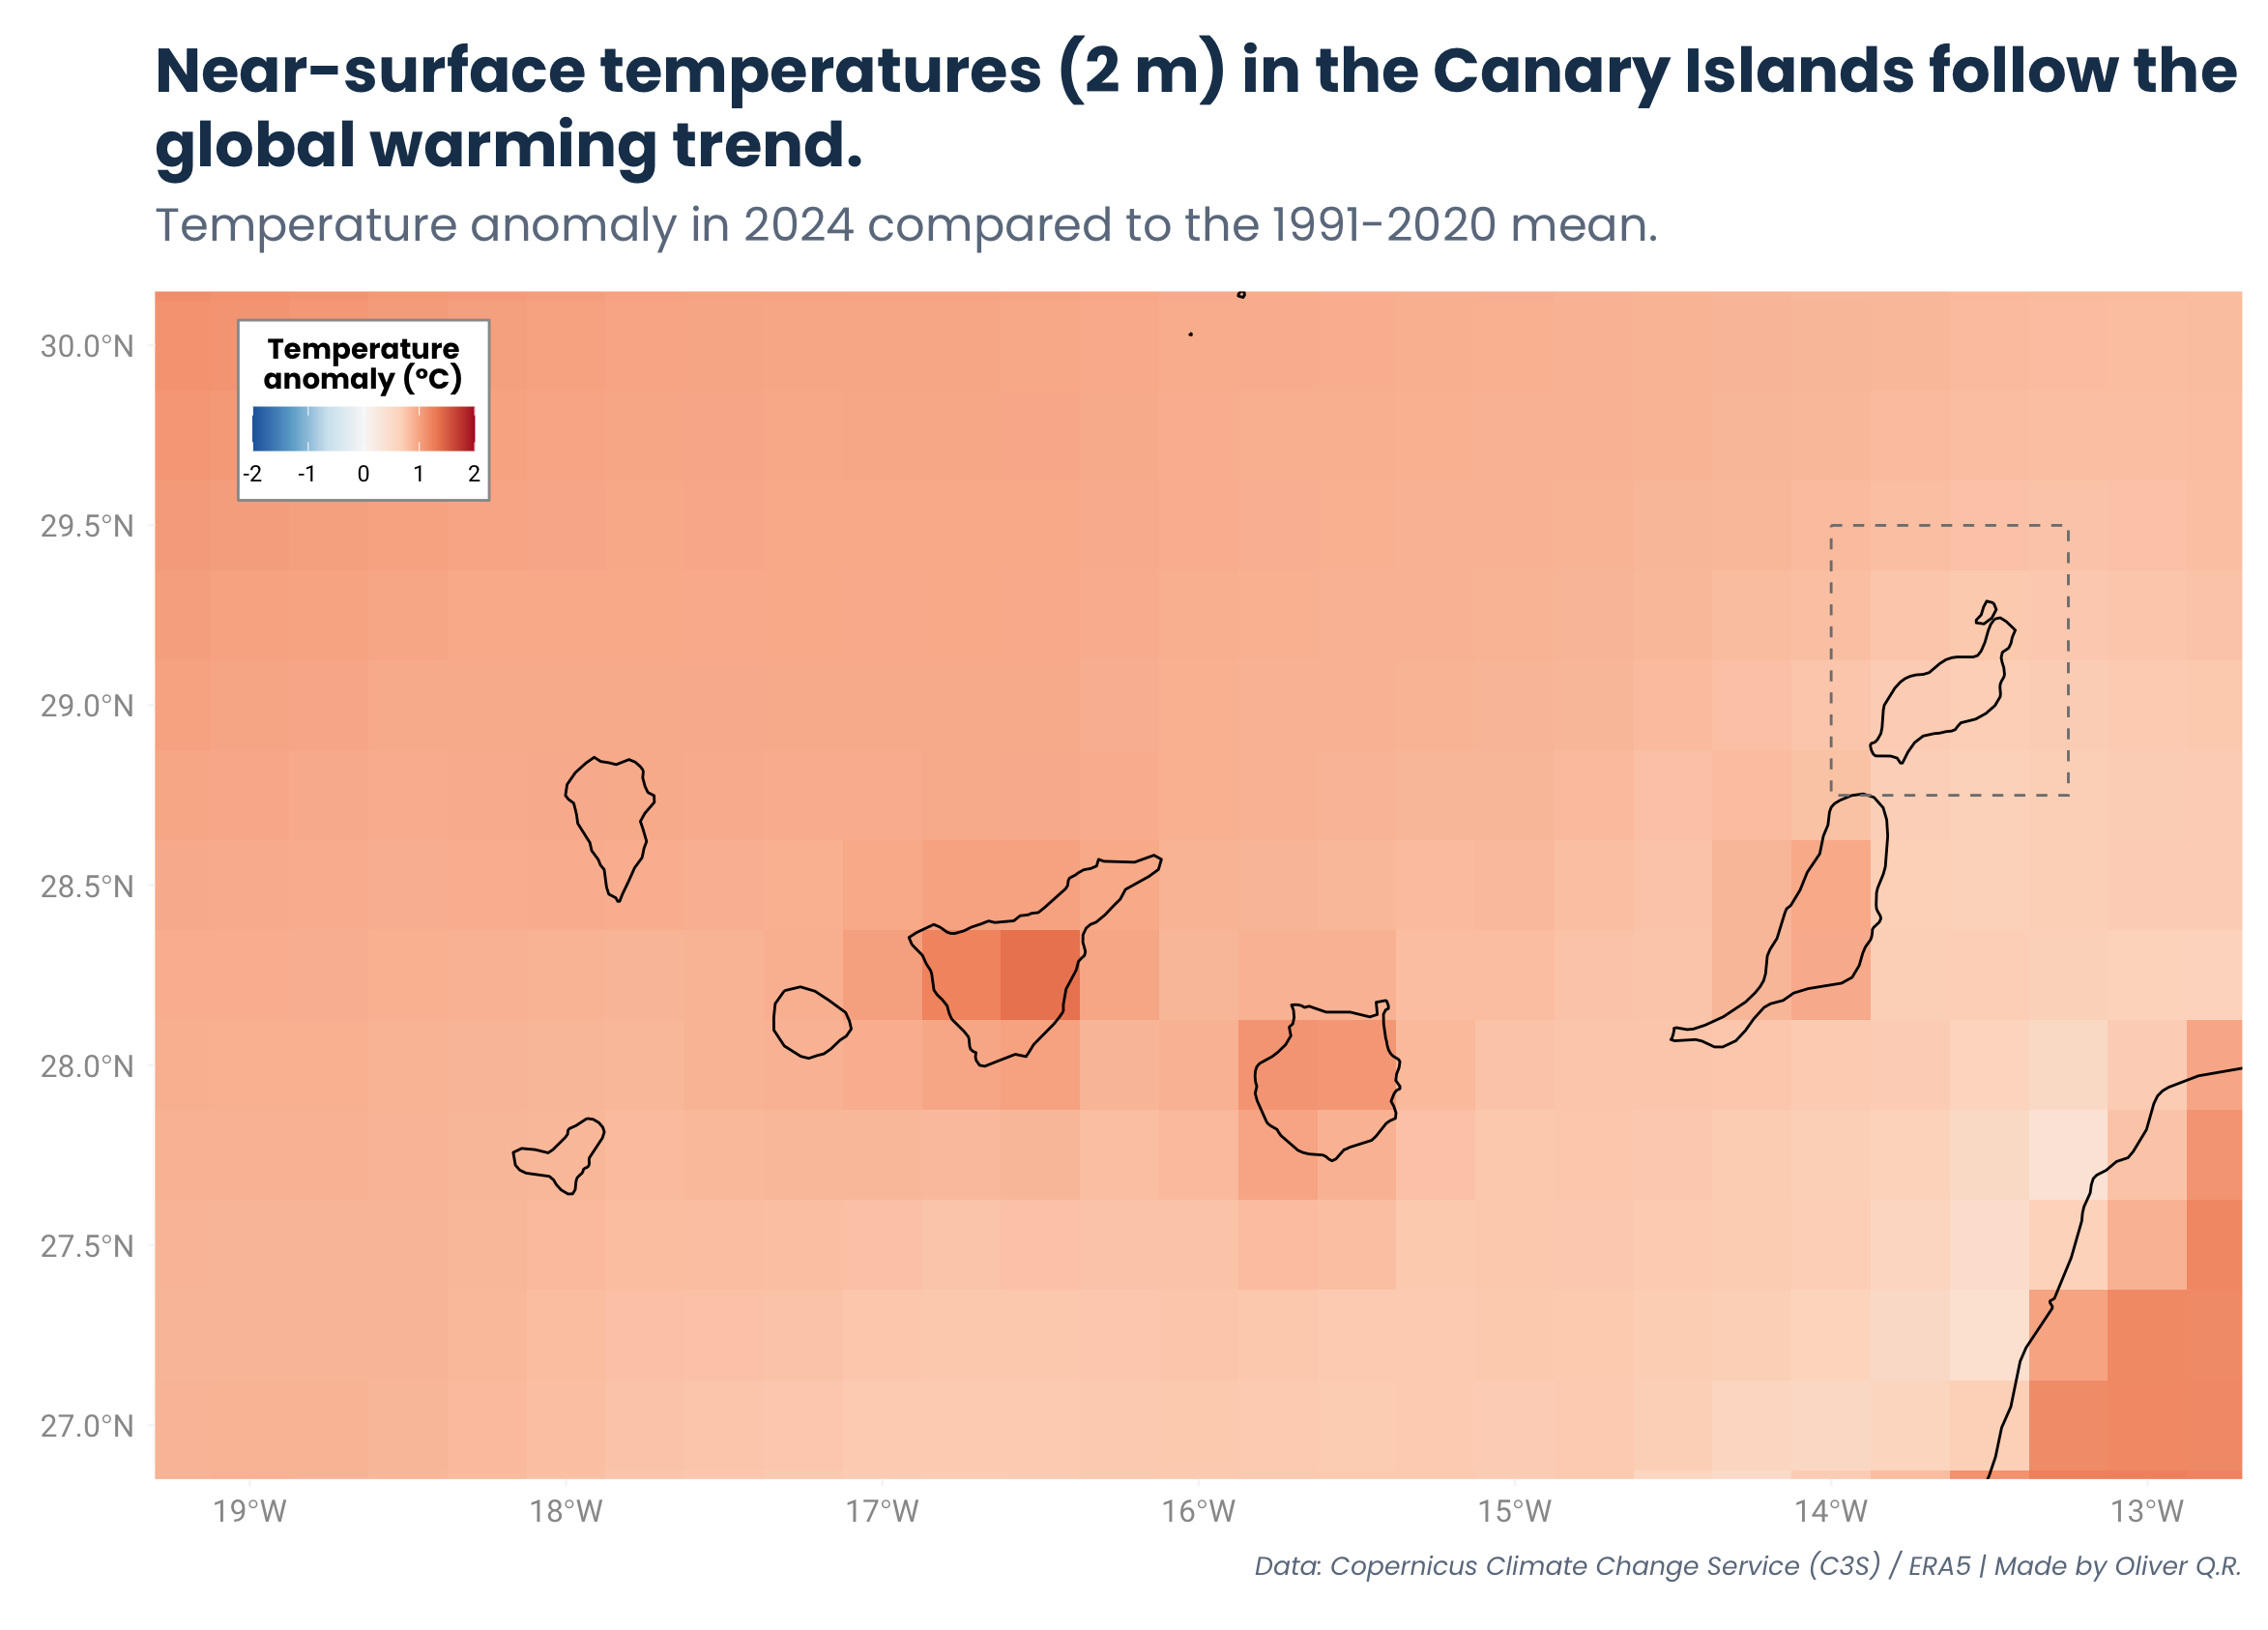 Near-surface temperatures (2 m) in the Canary Islands follow the
global warming trend.
Temperature anomaly in 2024 compared to the 1991-2020 mean.
Temperature
anomaly (°C)
-2 -1 0 1 2
30.0°N
29.5°N
29.0°N
28.5°N
28.0°N
27.5°N
27.0°N
19°W 18°W 17°W 16°W 15°W 14°W 13°W
Data: Copernicus Climate Change Service (C3S) / ERA5 | Made by Oliver Q.R.